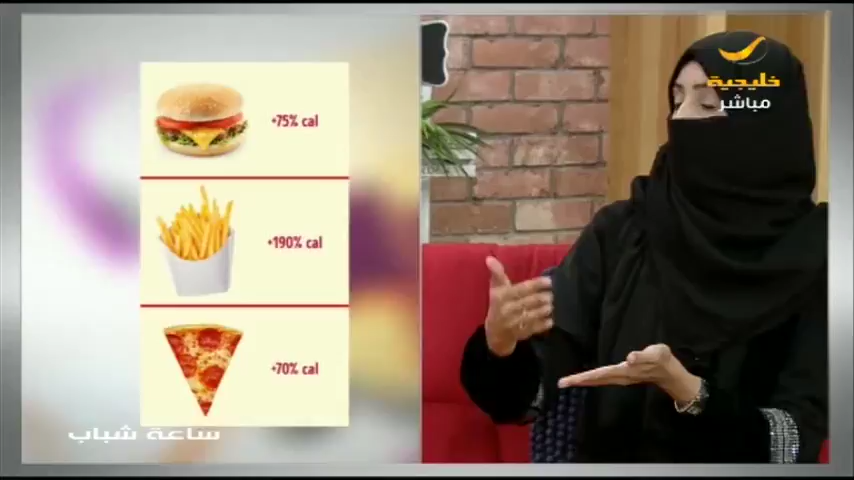 +75% cal
+190% cal
+70% cal
ساعة شباب
خليجية
مباشر